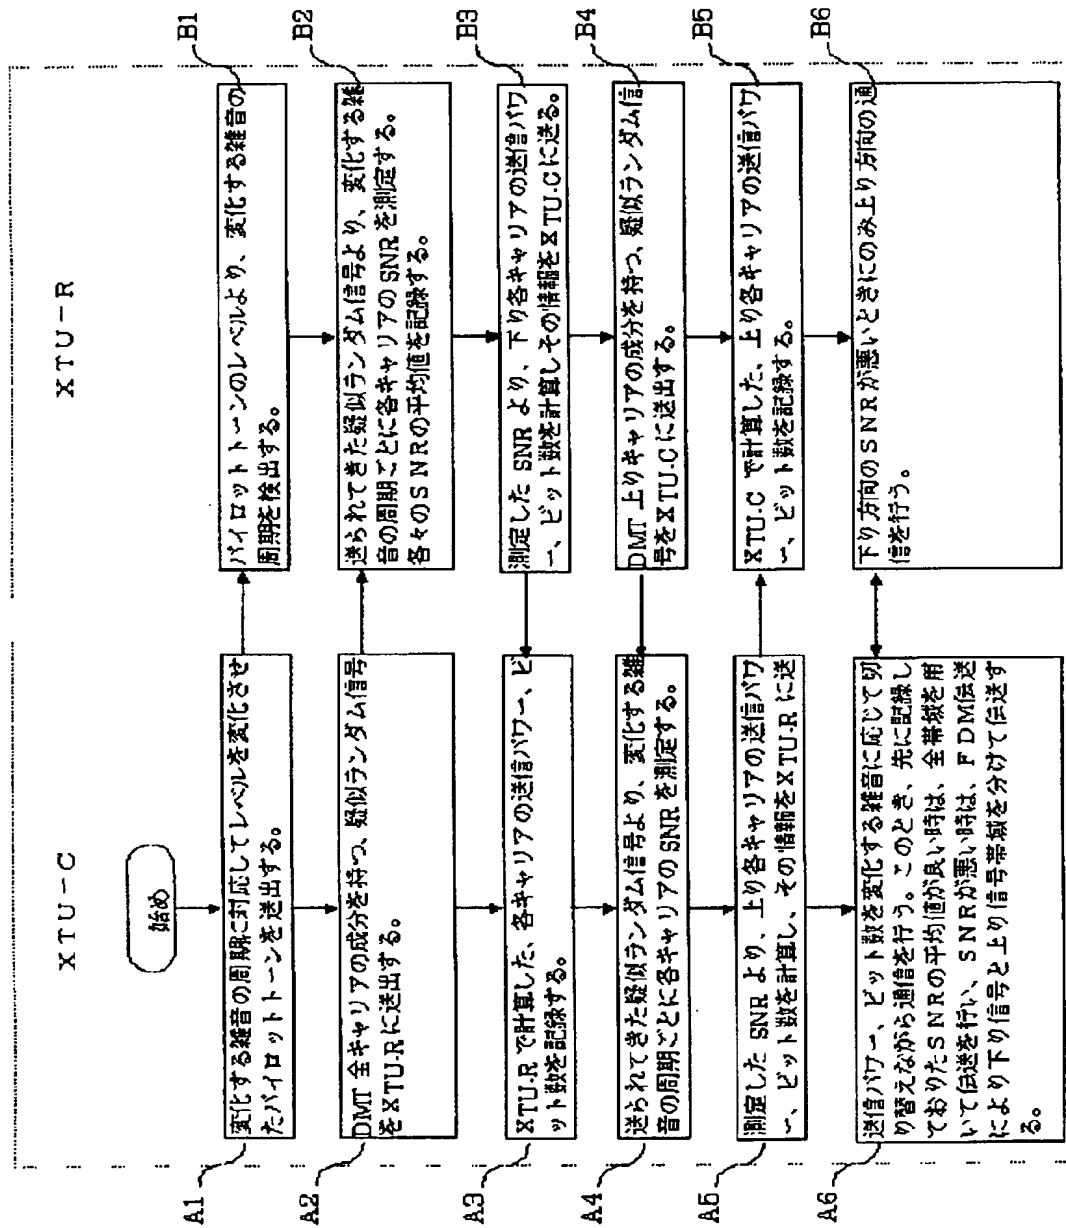 XTU-C
始め
A1
変化する雑音の周期に対応してレベルを変化させ
たパイロットトーンを送出する。
A2
DMT 全キャリアの成分を持つ、疑似ランダム信号
をXTU-Rに送出する。
A3
XTU-R で計算した、各キャリアの送信パワー、ビ
ット数を記録する。
A4
送られてきた疑似ランダム信号より、変化する雑
音の周期ごとに各キャリアの SNR を測定する。
A5
測定した SNR より、上り各キャリアの送信パワ
ー、ビット数を計算し、その情報をXTU-R に送る。
A6
送信パワー、ビット数を変化する雑音に応じて切
り替えながら通信を行う。このとき、先に記録し
ておいたSNRの平均値が良い時は、全帯域を用
いて伝送を行い、SNRが悪い時は、FDM伝送
により下り信号と上り信号帯域を分けて伝送す
る。
XTU-R
B1
パイロットトーンのレベルより、変化する雑音の
周期を検出する。
B2
送られてきた疑似ランダム信号より、変化する雑
音の周期ごとに各キャリアの SNR を測定する。
各々のSNRの平均値を記録する。
B3
測定した SNR より、下り各キャリアの送信パワ
ー、ビット数を計算しその情報をXTU-C に送る。
B4
DMT 上りキャリアの成分を持つ、疑似ランダム信
号をXTU-C に送出する。
B5
XTU-C で計算した、上り各キャリアの送信パワ
ー、ビット数を記録する。
B6
下り方向のSNRが悪いときにのみ上り方向の通
信を行う。